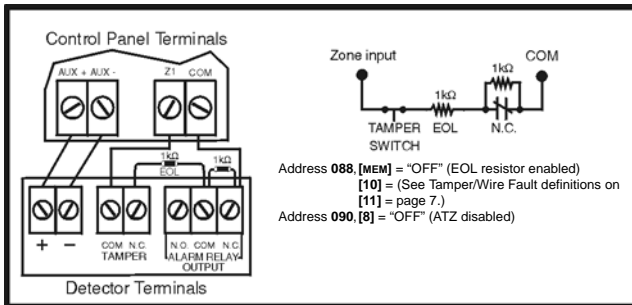 Control Panel Terminals
AUX + AUX - Z1 COM
1kΩ
EOL
1kΩ
+ - COM N.C. N.O. COM N.C.
TAMPER ALARM RELAY
OUTPUT
Detector Terminals
Zone input COM
1kΩ
1kΩ
TAMPER EOL N.C.
SWITCH
Address 088, [MEM] = “OFF” (EOL resistor enabled)
[10] = (See Tamper/Wire Fault definitions on
[11] = page 7.)
Address 090, [8] = “OFF” (ATZ disabled)